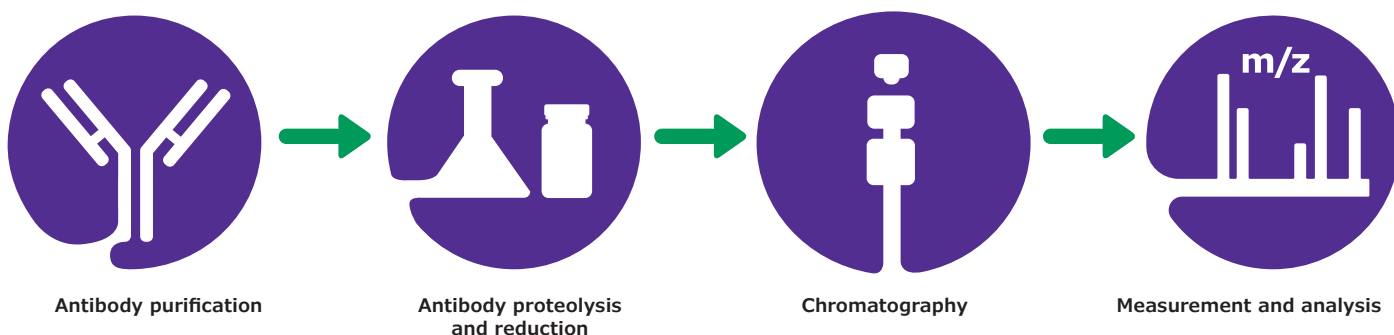 m/z
Antibody purification
Antibody proteolysis
and reduction
Chromatography
Measurement and analysis